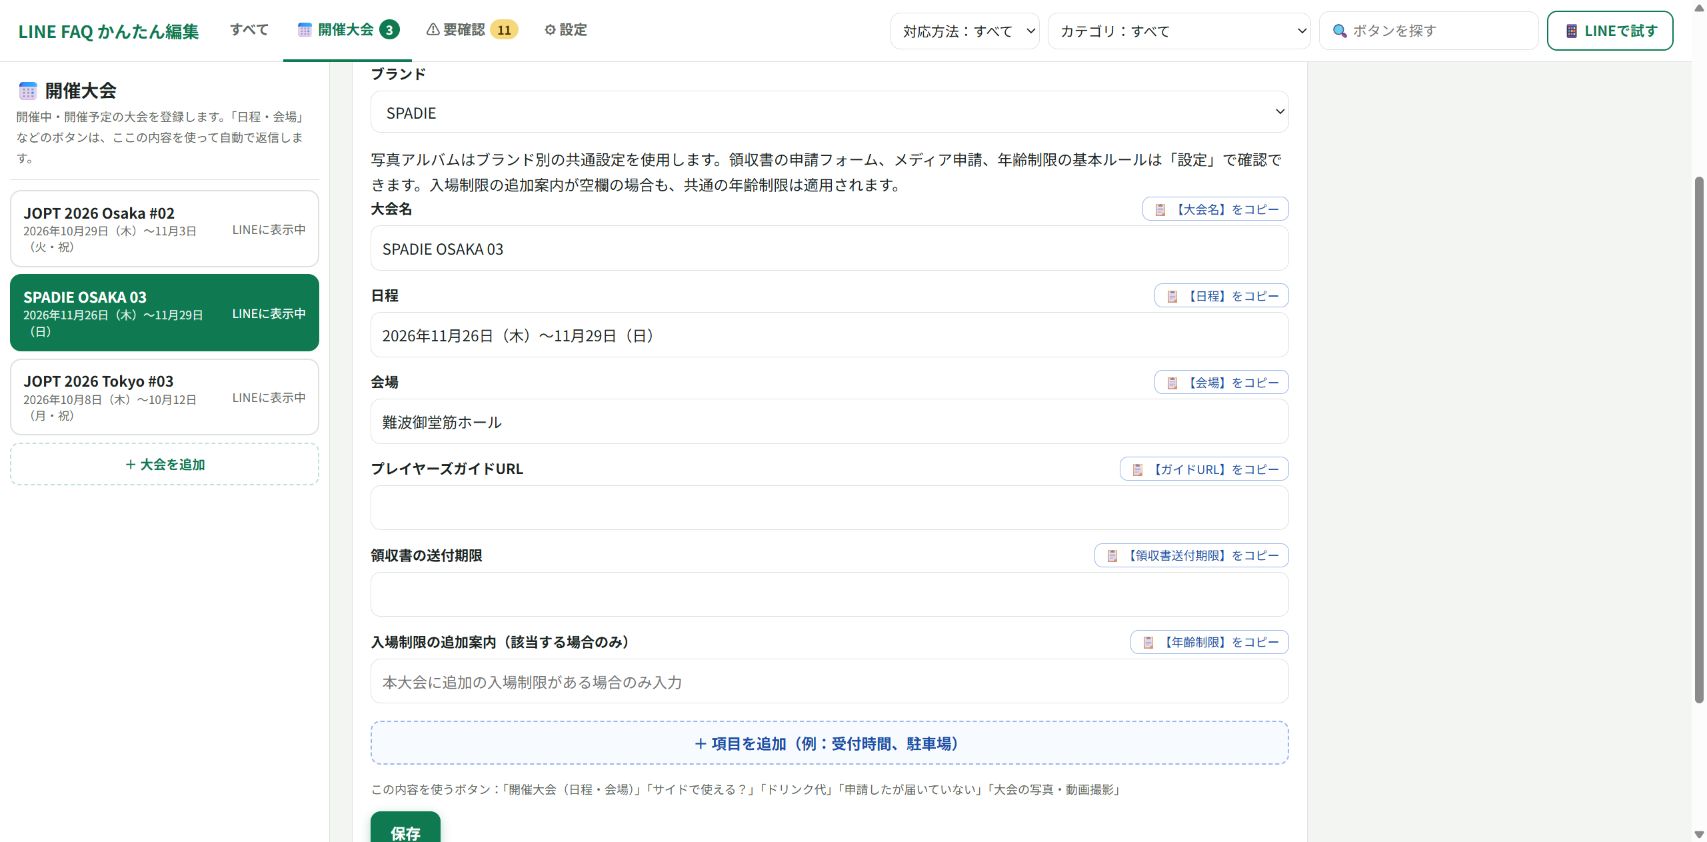 LINE FAQ かんたん編集
すべて
開催大会 3
要確認 11
設定
対応方法：すべて
カテゴリ：すべて
ボタンを探す
LINEで試す
開催大会
開催中・開催予定の大会を登録します。「日程・会場」
などのボタンは、ここの内容を使って自動で返信しま
す。
JOPT 2026 Osaka #02
2026年10月29日（木）〜11月3日
（火・祝）
LINEに表示中
SPADIE OSAKA 03
2026年11月26日（木）〜11月29日
（日）
LINEに表示中
JOPT 2026 Tokyo #03
2026年10月8日（木）〜10月12日
（月・祝）
LINEに表示中
＋ 大会を追加
ブランド
SPADIE
写真アルバムはブランド別の共通設定を使用します。領収書の申請フォーム、メディア申請、年齢制限の基本ルールは「設定」で確認で
きます。入場制限の追加案内が空欄の場合も、共通の年齢制限は適用されます。
大会名
【大会名】をコピー
SPADIE OSAKA 03
日程
【日程】をコピー
2026年11月26日（木）〜11月29日（日）
会場
【会場】をコピー
難波御堂筋ホール
プレイヤーズガイドURL
【ガイドURL】をコピー
領収書の送付期限
【領収書送付期限】をコピー
入場制限の追加案内（該当する場合のみ）
【年齢制限】をコピー
本大会に追加の入場制限がある場合のみ入力
＋ 項目を追加（例：受付時間、駐車場）
この内容を使うボタン：「開催大会（日程・会場）」「サイドで使える？」「ドリンク代」「申請したが届いていない」「大会の写真・動画撮影」
保存